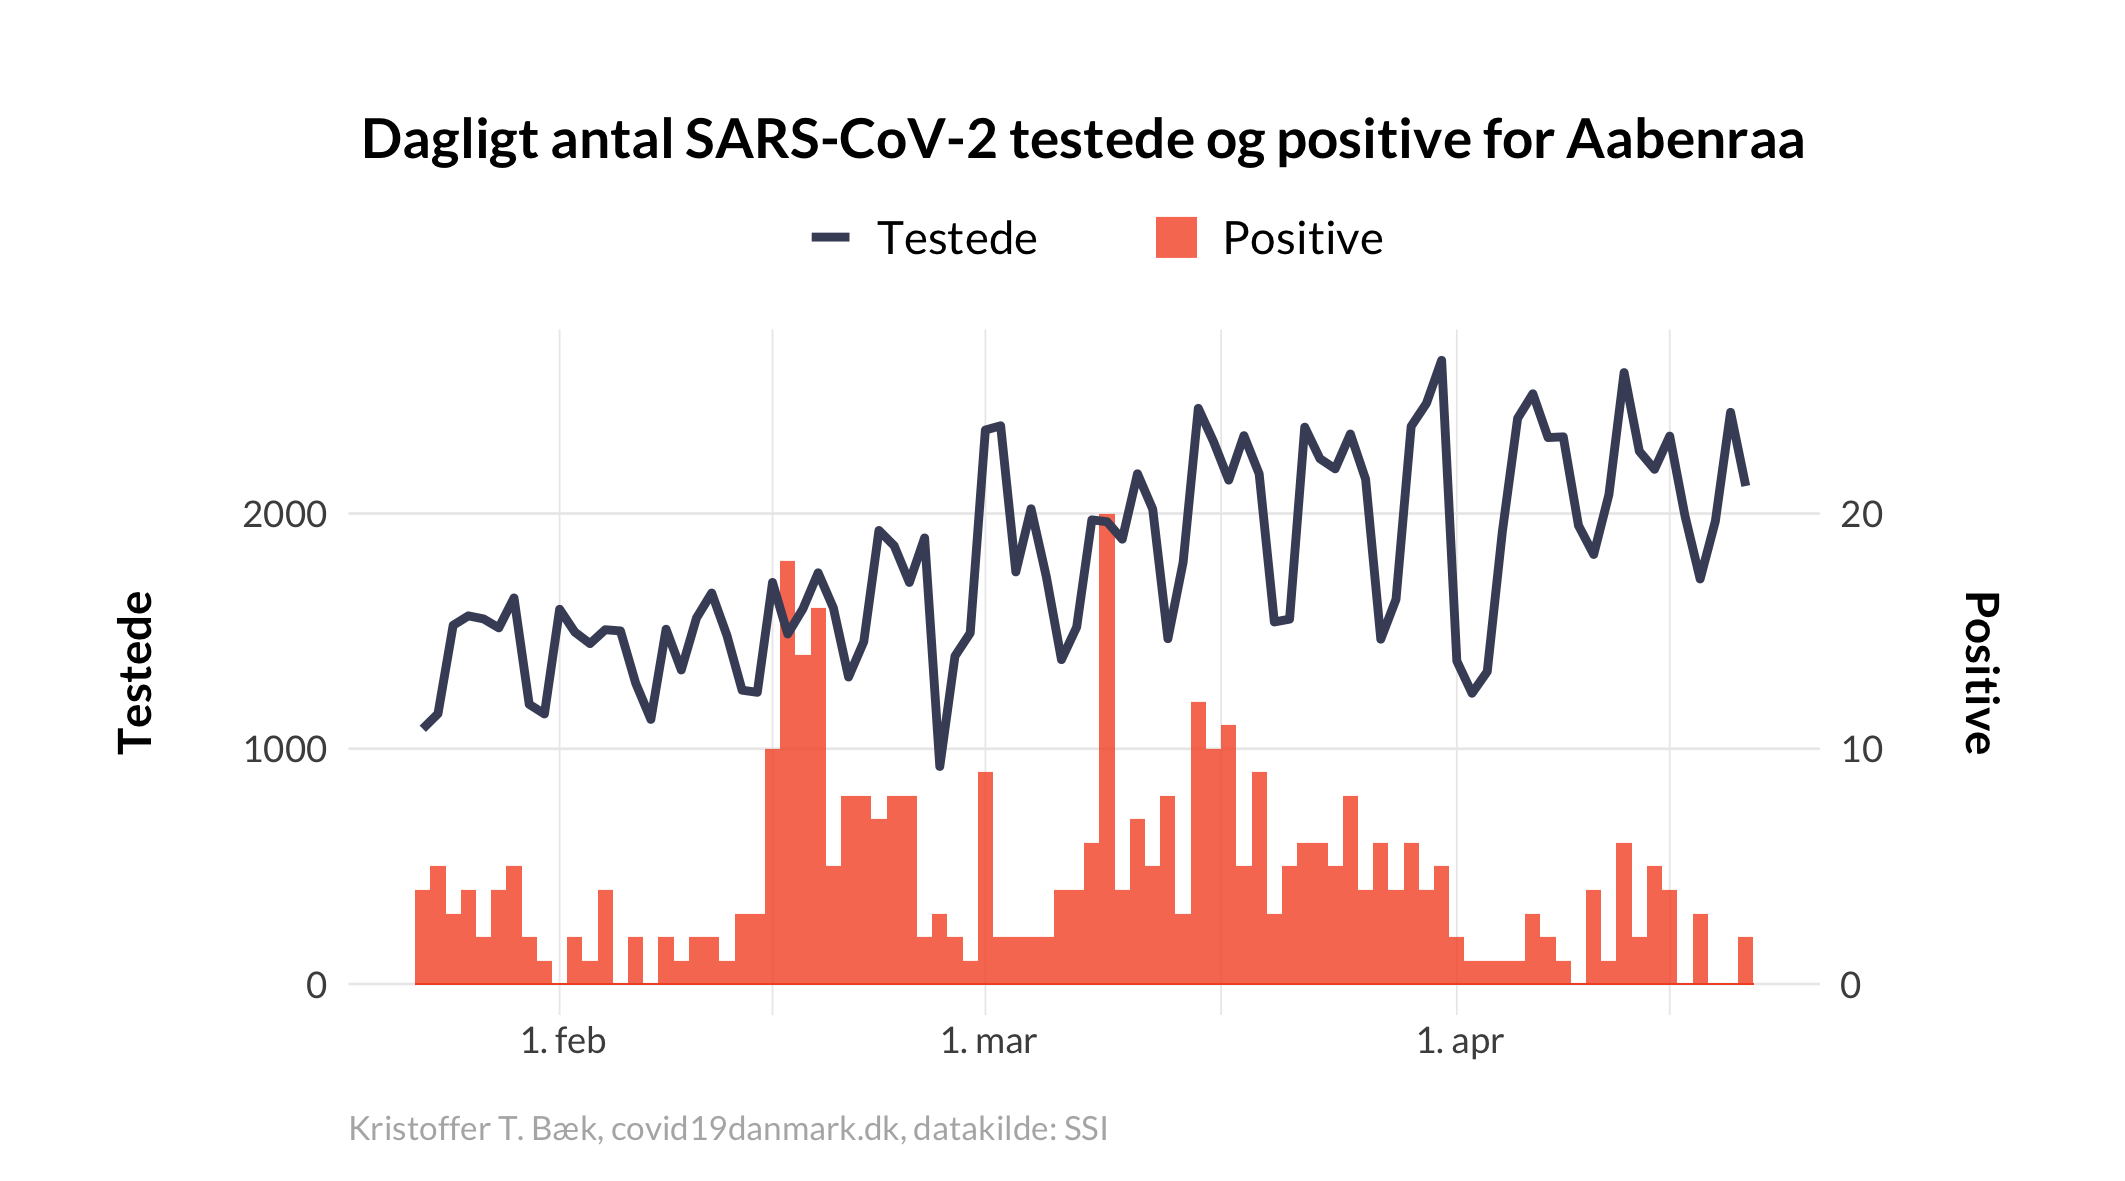 Dagligt antal SARS-CoV-2 testede og positive for Aabenraa
Testede
Positive
2000
1000
0
20
10
0
Testede
Positive
1. feb
1. mar
1. apr
Kristoffer T. Bæk, covid19danmark.dk, datakilde: SSI